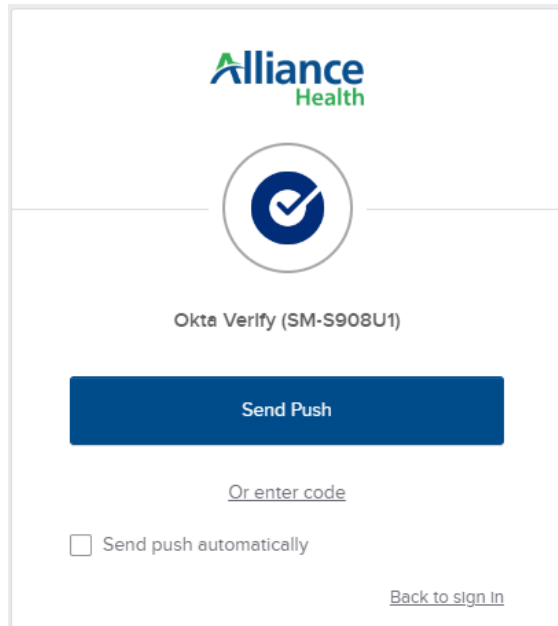 Alliance
Health
Okta Verify (SM-S908U1)
Send Push
Or enter code
Send push automatically
Back to sign in